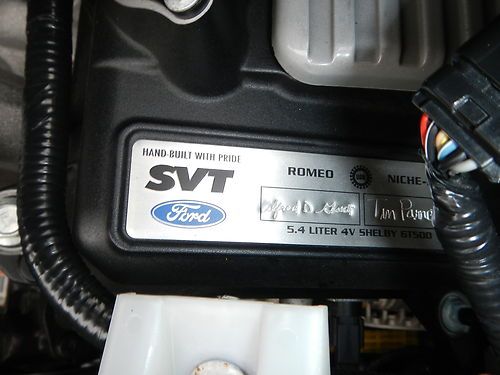 HAND-BUILT WITH PRIDE
SVT
Ford
ROMEO NICHE-
5.4 LITER 4V SHELBY GT500